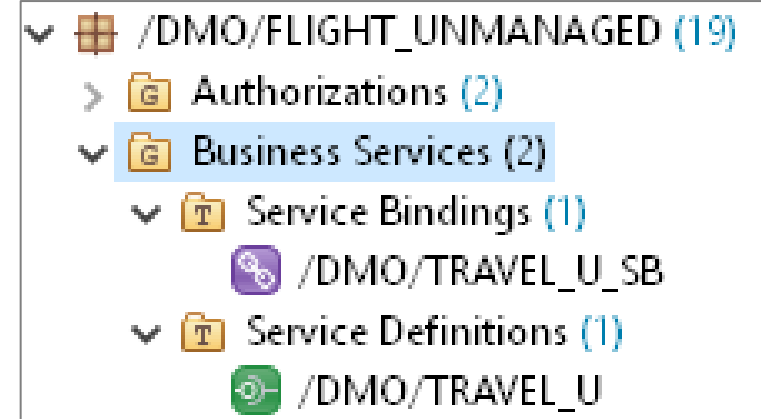 /DMO/FLIGHT_UNMANAGED (19)
G Authorizations (2)
G Business Services (2)
T Service Bindings (1)
/DMO/TRAVEL_U_SB
T Service Definitions (1)
/DMO/TRAVEL_U